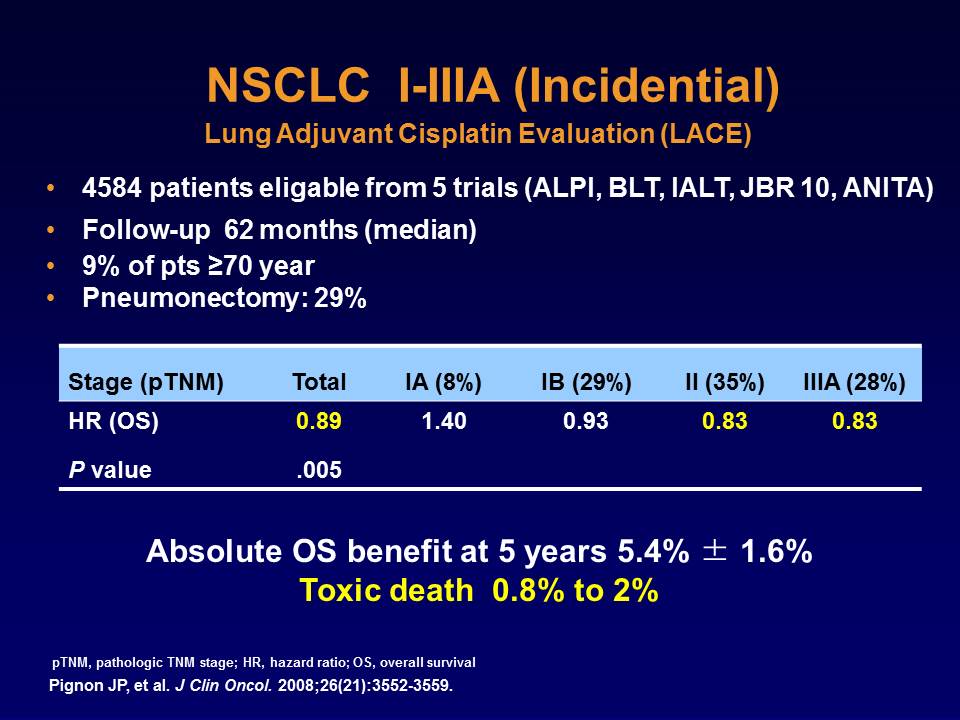 NSCLC I-IIIA (Incidential)
Lung Adjuvant Cisplatin Evaluation (LACE)
• 4584 patients eligable from 5 trials (ALPI, BLT, IALT, JBR 10, ANITA)
• Follow-up 62 months (median)
• 9% of pts ≥70 year
• Pneumonectomy: 29%
Stage (pTNM) Total IA (8%) IB (29%) II (35%) IIIA (28%)
HR (OS) 0.89 1.40 0.93 0.83 0.83
P value .005
Absolute OS benefit at 5 years 5.4% ± 1.6%
Toxic death 0.8% to 2%
pTNM, pathologic TNM stage; HR, hazard ratio; OS, overall survival
Pignon JP, et al. J Clin Oncol. 2008;26(21):3552-3559.